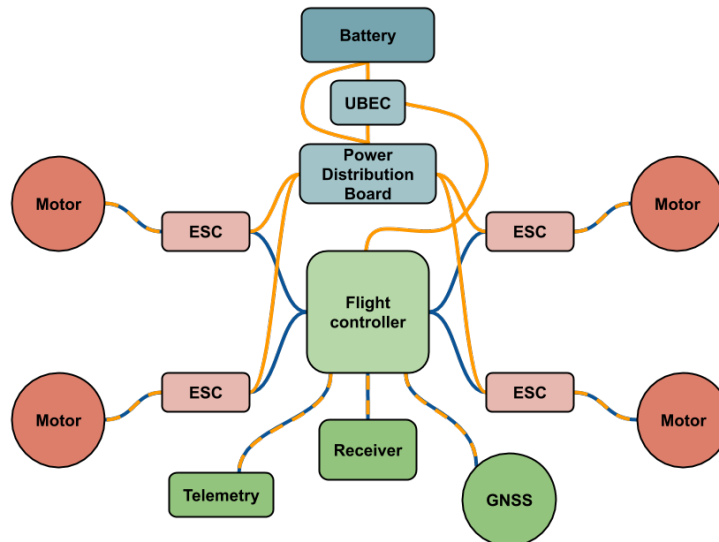 Battery
UBEC
Power
Distribution
Board
Motor
Motor
ESC
ESC
Flight
controller
ESC
ESC
Motor
Motor
Receiver
Telemetry
GNSS